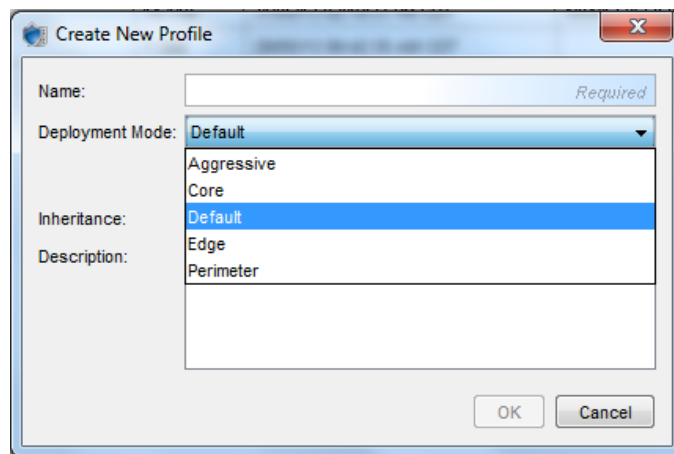 Create New Profile
Name:
Required
Deployment Mode: Default
Aggressive
Core
Inheritance:
Default
Description:
Edge
Perimeter
OK
Cancel